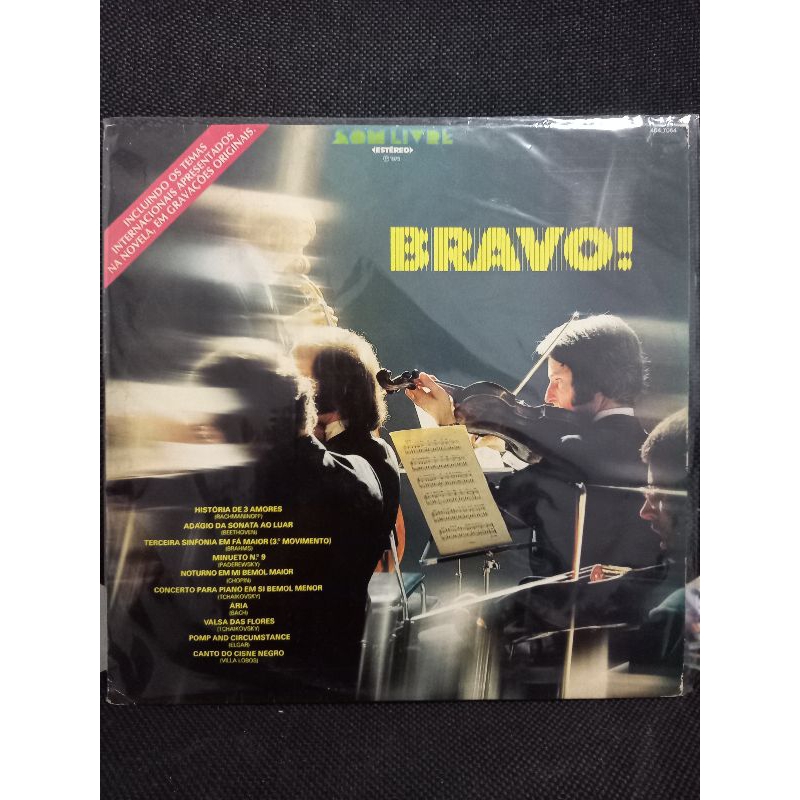 INCLUINDO OS TEMAS
INTERNACIONAIS APRESENTADOS
NA NOVELA, EM GRAVAÇÕES ORIGINAIS.
SOM LIVRE
ESTÉREO
BRAVO!
HISTÓRIA DE 3 AMORES
(RACHMANINOFF)
ADÁGIO DA SONATA AO LUAR
(BEETHOVEN)
TERCEIRA SINFONIA EM FÁ MAIOR (3.º MOVIMENTO)
(BRAHMS)
MINUETO N.º 9
(PADEREWSKY)
NOTURNO EM MI BEMOL MAIOR
(CHOPIN)
CONCERTO PARA PIANO EM SI BEMOL MENOR
(TCHAIKOVSKY)
ÁRIA
(BACH)
VALSA DAS FLORES
(TCHAIKOVSKY)
POMP AND CIRCUMSTANCE
(ELGAR)
CANTO DO CISNE NEGRO
(VILLA LOBOS)